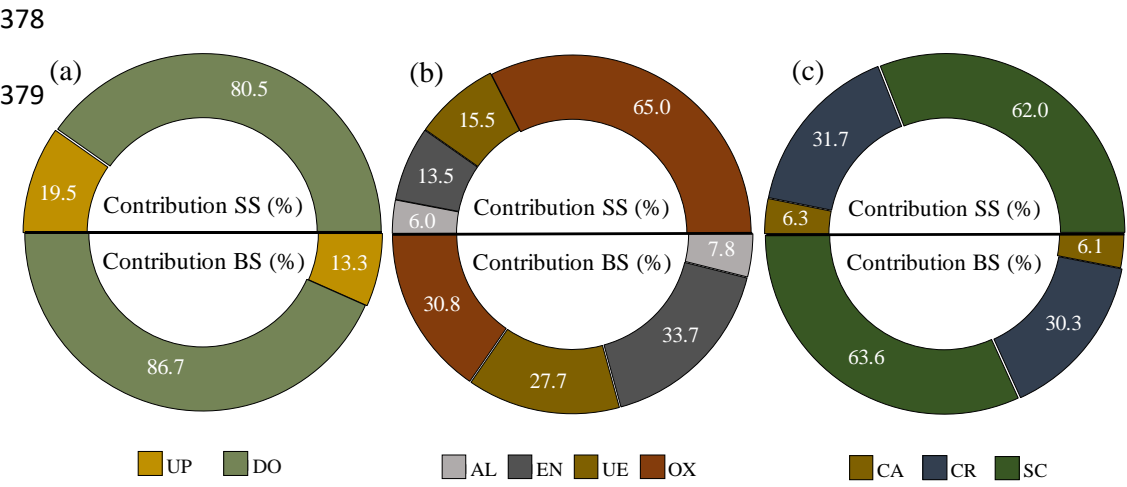 378
379
(a)
80.5
19.5
Contribution SS (%)
Contribution BS (%)
13.3
86.7
UP DO
(b)
65.0
15.5
13.5
6.0
Contribution SS (%)
Contribution BS (%)
7.8
30.8
33.7
27.7
AL EN UE OX
(c)
62.0
31.7
6.3
Contribution SS (%)
Contribution BS (%)
6.1
30.3
63.6
CA CR SC